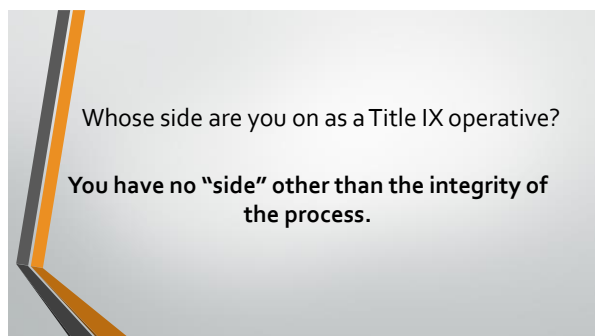 Whose side are you on as a Title IX operative?
You have no “side” other than the integrity of
the process.